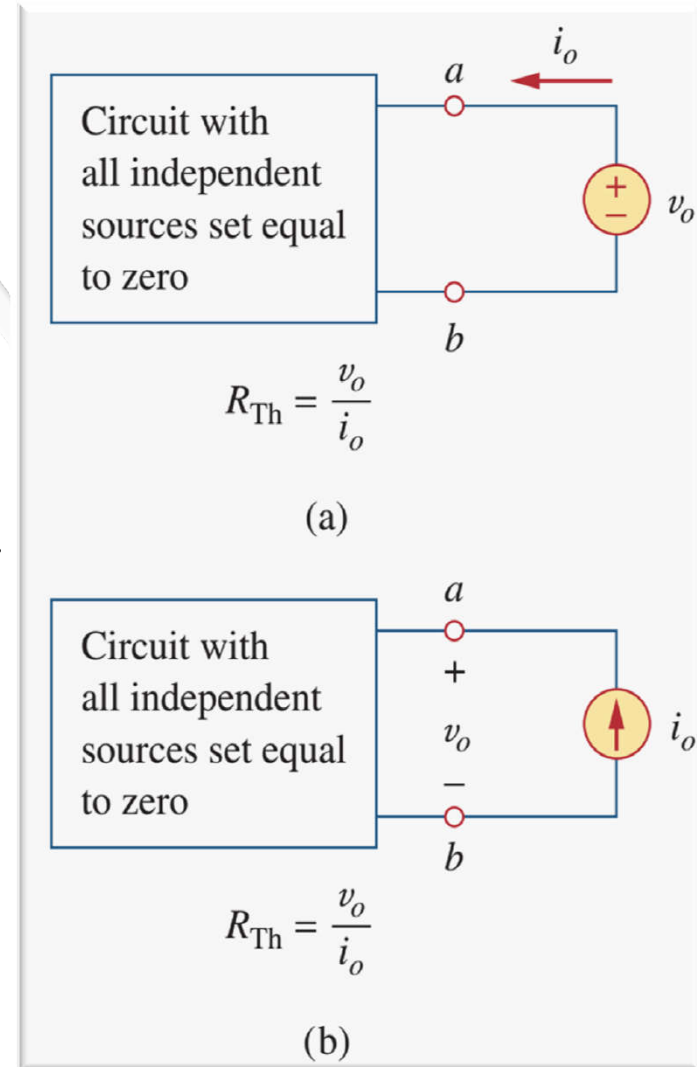 i_o
a
Circuit with
all independent
sources set equal
to zero
+
−
v_o
b
R_Th = v_o / i_o
(a)
a
Circuit with
all independent
sources set equal
to zero
+
v_o
i_o
−
b
R_Th = v_o / i_o
(b)